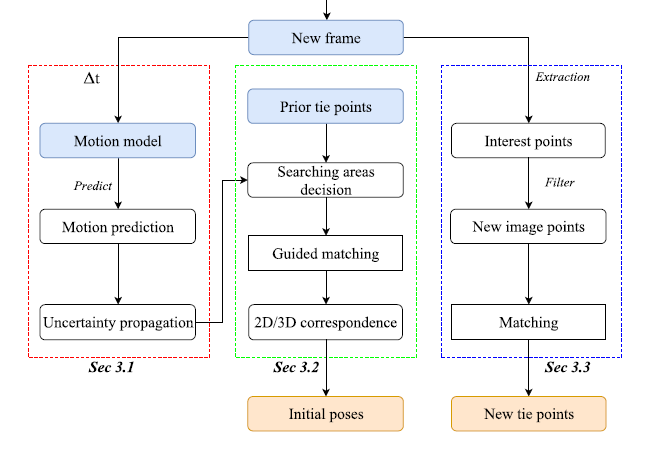 New frame
Δt
Motion model
Predict
Motion prediction
Uncertainty propagation
Sec 3.1
Prior tie points
Searching areas
decision
Guided matching
2D/3D correspondence
Sec 3.2
Initial poses
Extraction
Interest points
Filter
New image points
Matching
Sec 3.3
New tie points